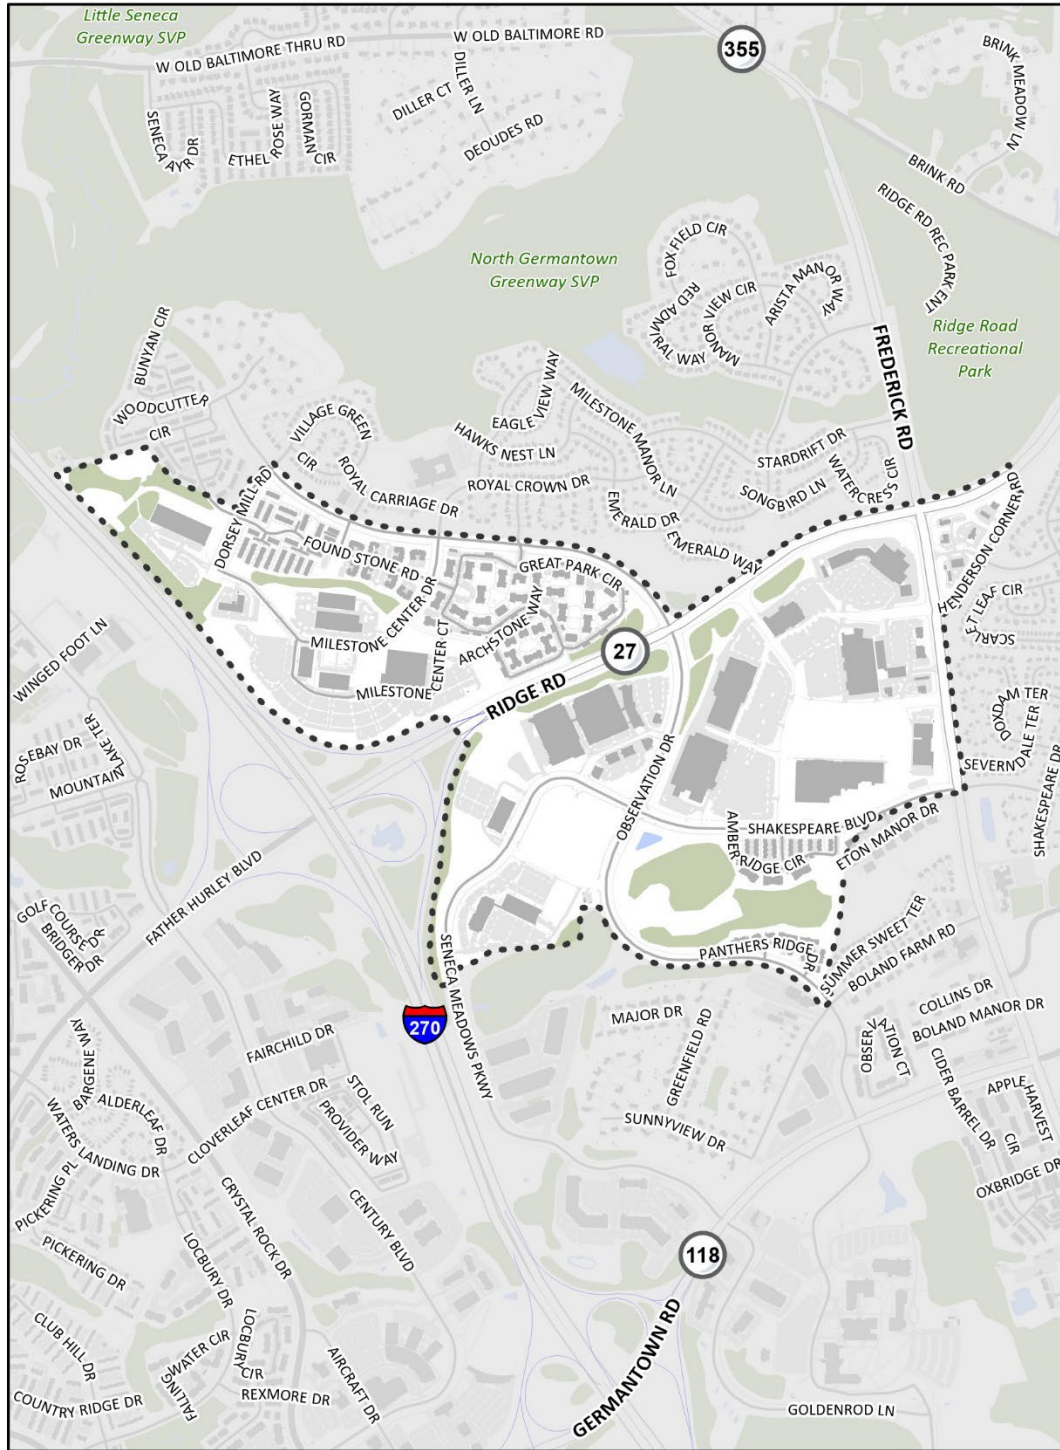 Little Seneca
Greenway SVP
W OLD BALTIMORE THRU RD
W OLD BALTIMORE RD
355
BRINK MEADOW LN
SENECA AYR DR
ETHEL ROSE WAY
GORMAN CIR
DILLER CT
DILLER LN
DEOUDES RD
BRINK RD
RIDGE RD REC PARK ENT
North Germantown
Greenway SVP
FOX FIELD CIR
RED ADMIRAL WAY
MANOR VIEW CIR
ARISTA MANOR WAY
FREDERICK RD
Ridge Road
Recreational
Park
BUNYAN CIR
WOODCUTTER CIR
VILLAGE GREEN CIR
EAGLE VIEW WAY
HAWKS NEST LN
MILESTONE MANOR LN
STARDRIFT DR
SONGBIRD LN
WATERCRESS CIR
ROYAL CARRIAGE DR
ROYAL CROWN DR
EMERALD DR
EMERALD WAY
DORSEY MILL RD
FOUND STONE RD
GREAT PARK CIR
ARCHSTONE WAY
MILESTONE CENTER DR
MILESTONE CENTER CT
27
RIDGE RD
HENDERSON CORNER RD
SCARLET LEAF CIR
WINGED FOOT LN
ROSEBAY DR
MOUNTAIN LAKE TER
DOXDAM TER
SEVERNDALE TER
SHAKESPEARE DR
OBSERVATION DR
SHAKESPEARE BLVD
AMBER RIDGE CIR
ETON MANOR DR
FATHER HURLEY BLVD
GOLF COURSE DR
BRIDGER DR
SENECA MEADOWS PKWY
PANTHERS RIDGE DR
SUMMER SWEET TER
BOLAND FARM RD
270
FAIRCHILD DR
MAJOR DR
GREENFIELD RD
SUNNYVIEW DR
OBSERVATION CT
COLLINS DR
BOLAND MANOR DR
CIDER BARREL DR
APPLE HARVEST CIR
OXBRIDGE DR
BARGENE WAY
ALDERLEAF DR
WATERS LANDING DR
CLOVERLEAF CENTER DR
STOL RUN
PROVIDER WAY
PICKERING PL
PICKERING DR
CRYSTAL ROCK DR
CENTURY BLVD
LOCBURY DR
LOCBURY CIR
118
GERMANTOWN RD
CLUB HILL DR
COUNTRY RIDGE DR
FALLING WATER CIR
REXMORE DR
AIRCRAFT DR
GOLDENROD LN